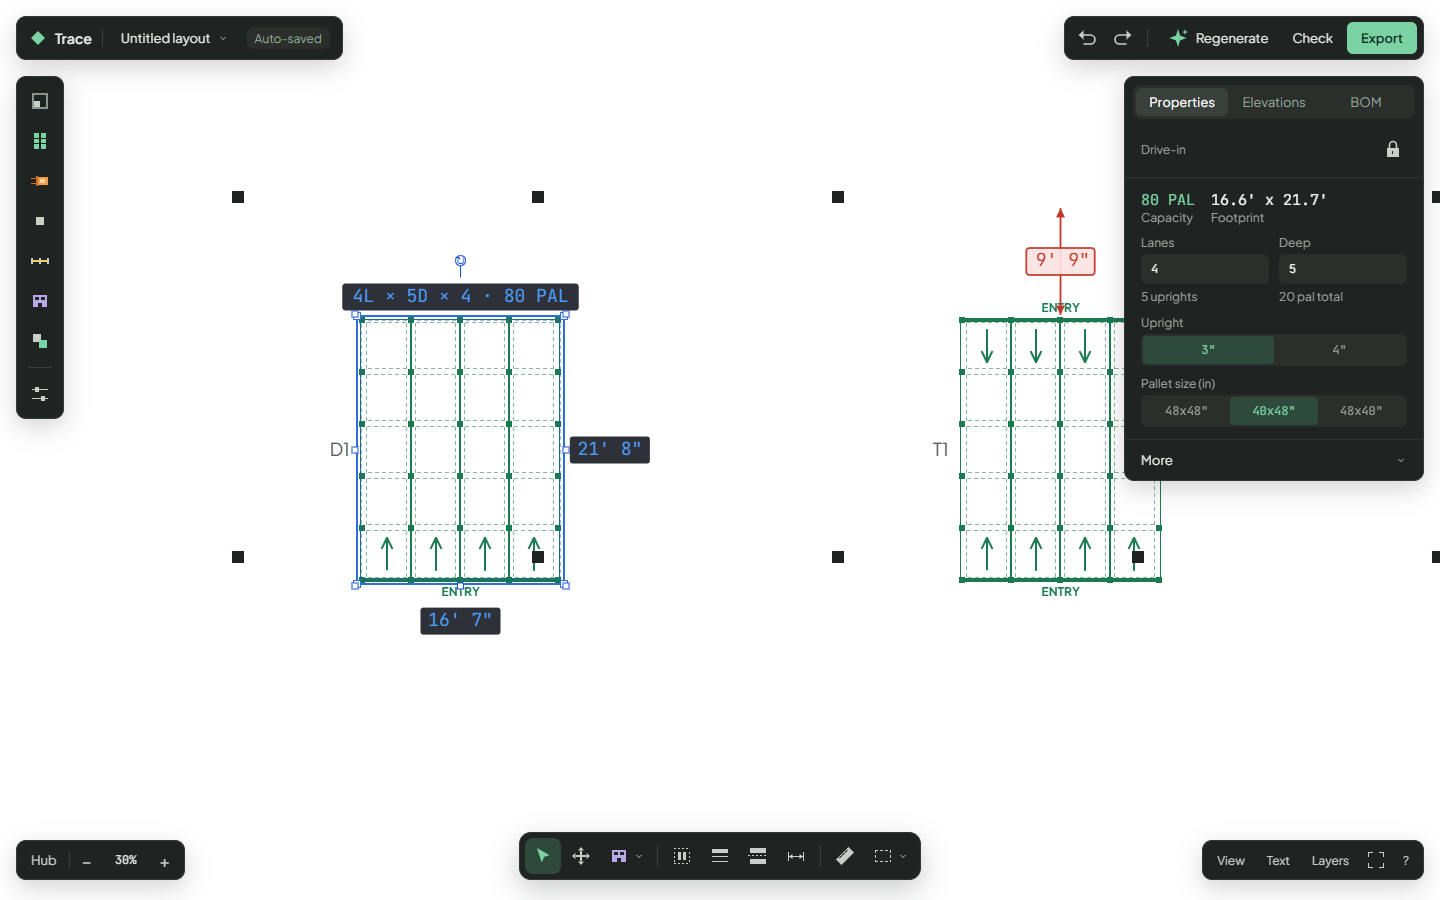 Trace
Untitled layout
Auto-saved
Regenerate
Check
Export
Properties
Elevations
BOM
Drive-in
80 PAL
16.6' x 21.7'
Capacity
Footprint
Lanes
Deep
4
5
5 uprights
20 pal total
Upright
3"
4"
Pallet size (in)
48x48"
40x48"
48x40"
More
4L × 5D × 4 · 80 PAL
D1
21' 8"
ENTRY
16' 7"
9' 9"
ENTRY
T1
ENTRY
Hub
30%
View
Text
Layers
?